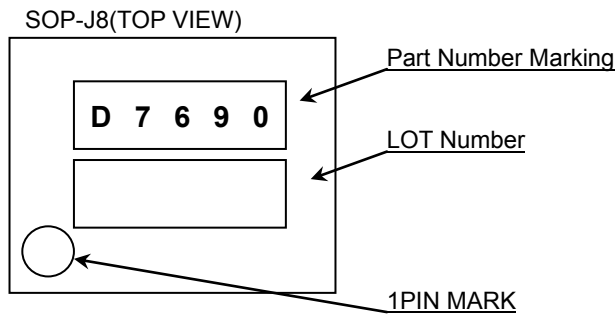 SOP-J8(TOP VIEW)
Part Number Marking
D 7 6 9 0
LOT Number
1PIN MARK